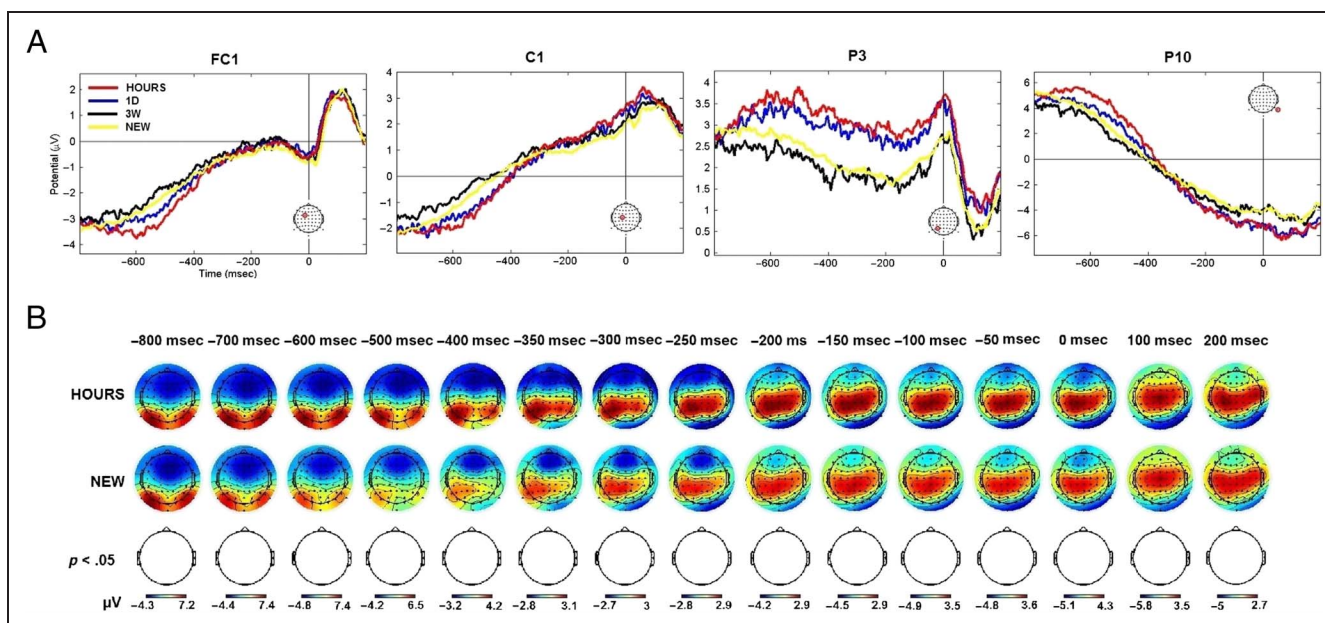 A
FC1
C1
P3
P10
HOURS
1D
3W
NEW
Potential (μV)
2
1
0
−1
−2
−3
−4
−600
−400
−200
0
Time (msec)
4
3
2
1
0
−1
−2
−600
−400
−200
0
4
3.5
3
2.5
2
1.5
1
0.5
0
−600
−400
−200
0
6
4
2
0
−2
−4
−6
−600
−400
−200
0
B
−800 msec −700 msec −600 msec −500 msec −400 msec −350 msec −300 msec −250 msec −200 ms −150 msec −100 msec −50 msec 0 msec 100 msec 200 msec
HOURS
NEW
p < .05
μV −4.3 7.2 −4.4 7.4 −4.8 7.4 −4.2 6.5 −3.2 4.2 −2.8 3.1 −2.7 3 −2.8 2.9 −4.2 2.9 −4.5 2.9 −4.9 3.5 −4.8 3.6 −5.1 4.3 −5.8 3.5 −5 2.7